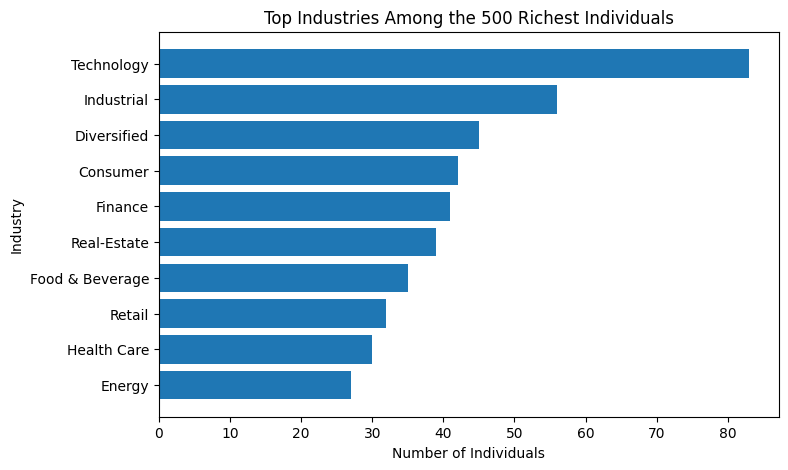 Top Industries Among the 500 Richest Individuals
Industry
Technology
Industrial
Diversified
Consumer
Finance
Real-Estate
Food & Beverage
Retail
Health Care
Energy
0 10 20 30 40 50 60 70 80
Number of Individuals